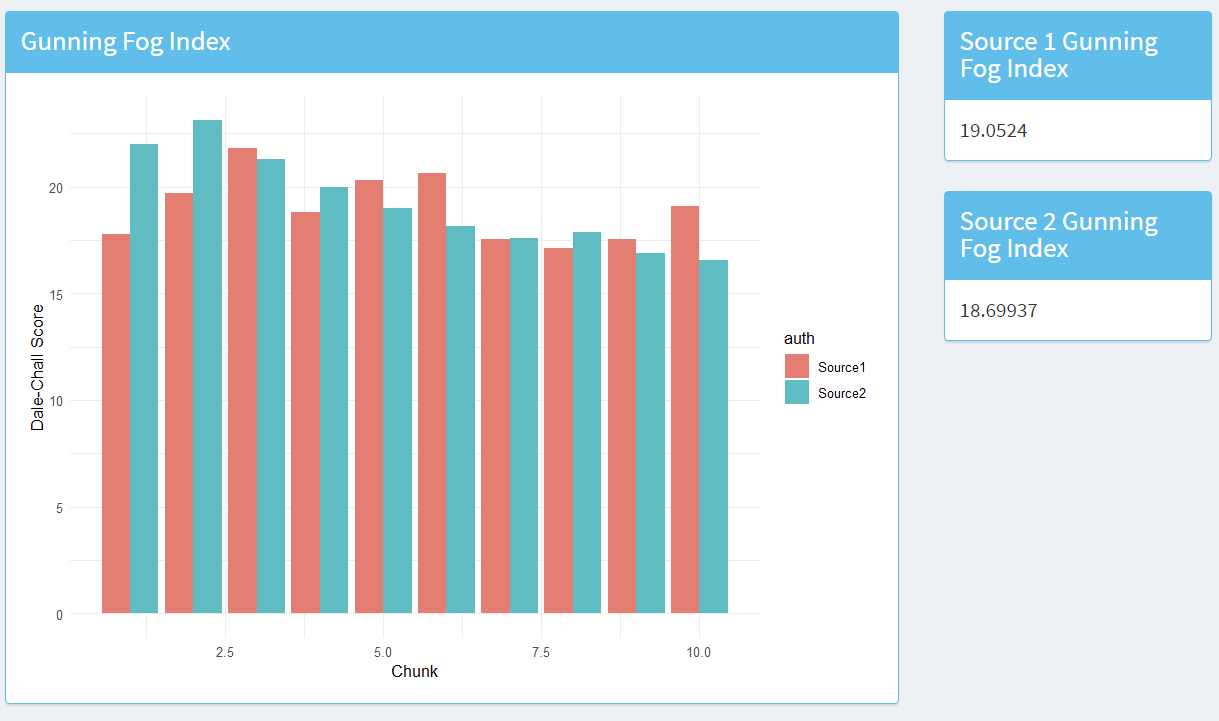 Gunning Fog Index
Dale-Chall Score
20
15
10
5
0
2.5
5.0
7.5
10.0
Chunk
auth
Source1
Source2
Source 1 Gunning
Fog Index
19.0524
Source 2 Gunning
Fog Index
18.69937